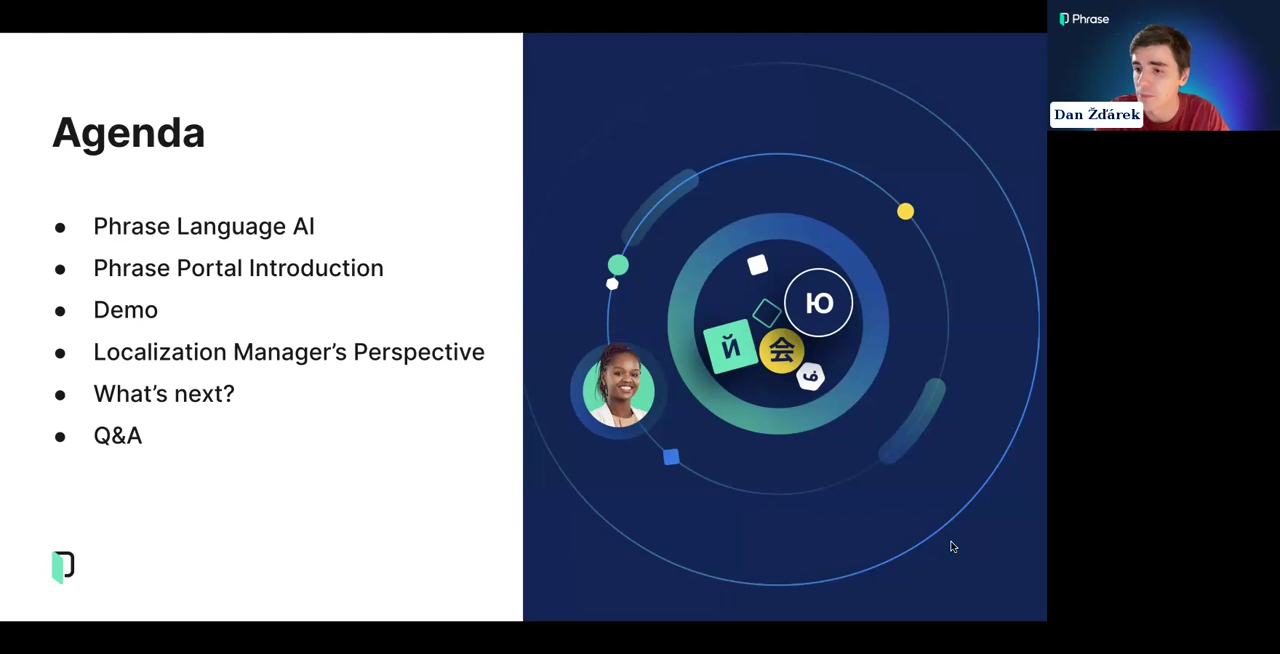 Agenda
● Phrase Language AI
● Phrase Portal Introduction
● Demo
● Localization Manager’s Perspective
● What’s next?
● Q&A
Ю
Й
会
ف
Phrase
Dan Žďárek